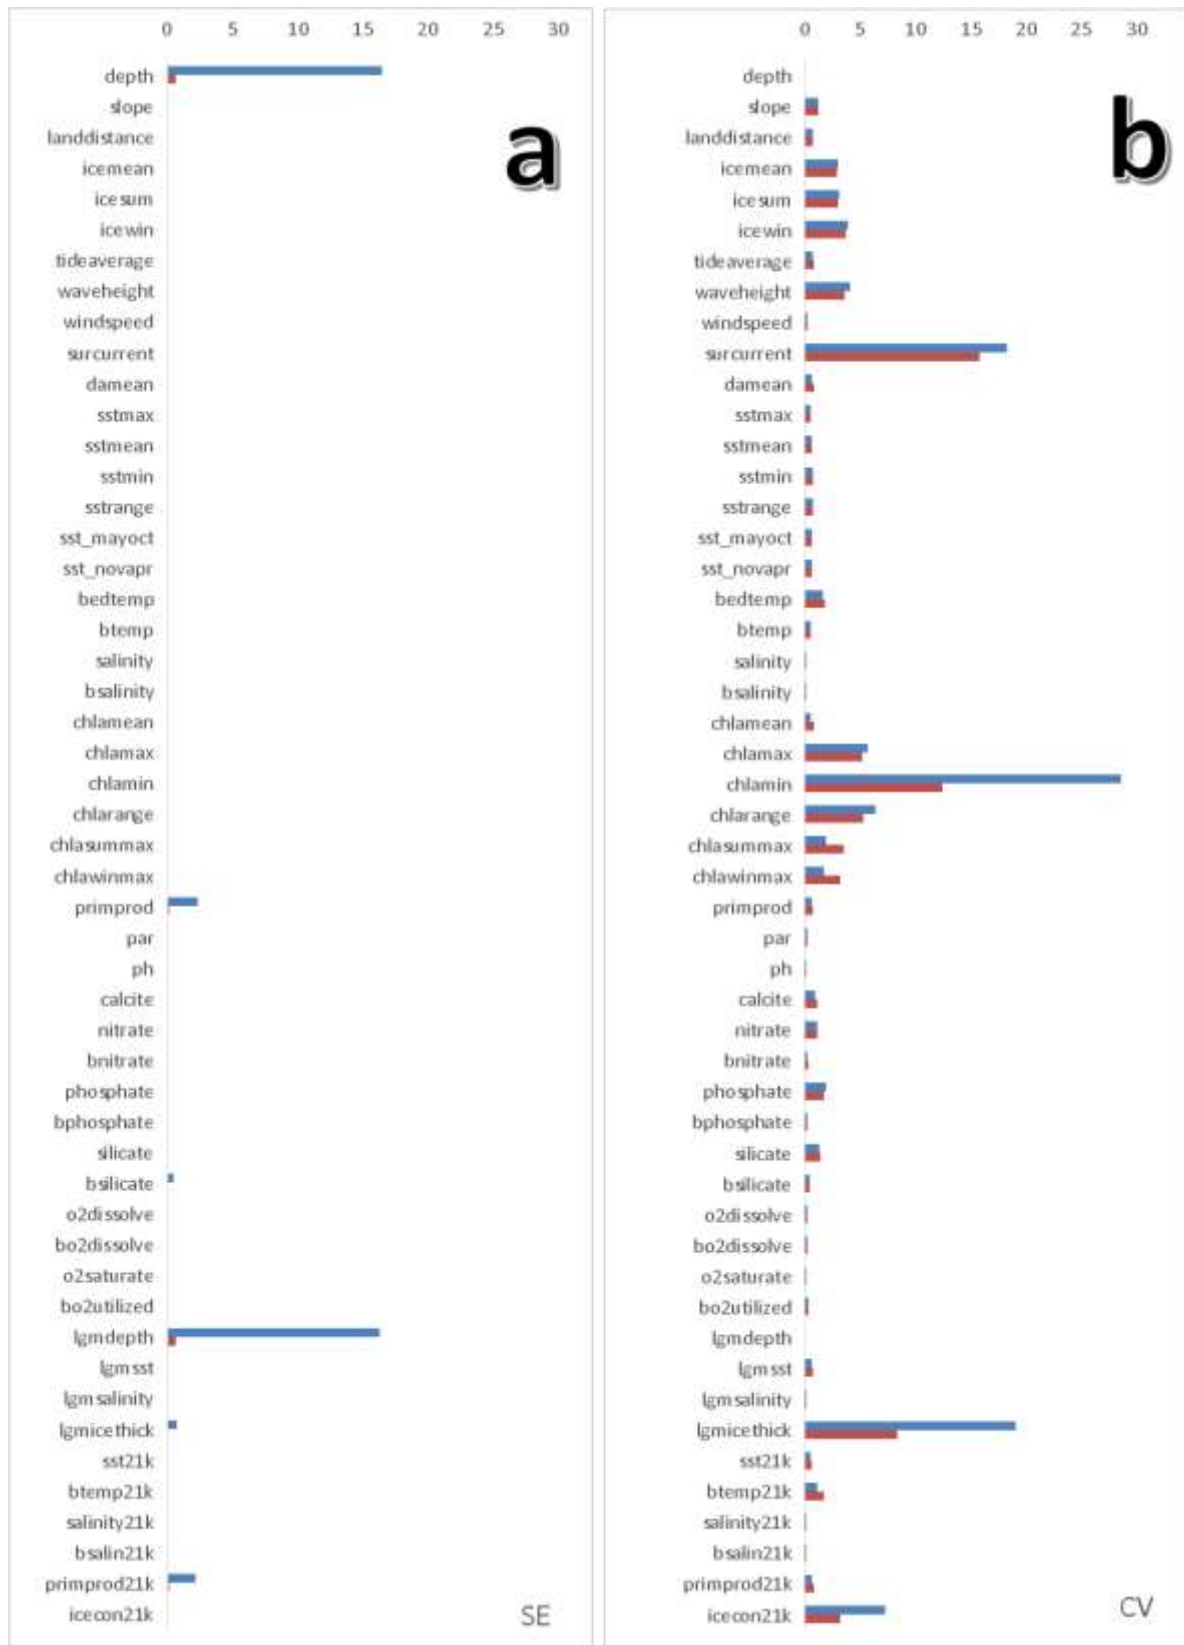 0 5 10 15 20 25 30
depth
slope
landdistance
icemean
icesum
icewin
tideaverage
waveheight
windspeed
surcurrent
damean
sstmax
sstmean
sstmin
sstrange
sst_mayoct
sst_novapr
bedtemp
btemp
salinity
bsalinity
chlamean
chlamax
chlamin
chlarange
chlasummax
chlawinmax
primprod
par
ph
calcite
nitrate
bnitrate
phosphate
bphosphate
silicate
bsilicate
o2dissolve
bo2dissolve
o2saturate
bo2utilized
lgmdepth
lgmsst
lgmsalinity
lgmicethick
sst21k
btemp21k
salinity21k
bsalin21k
primprod21k
icecon21k
a
SE
0 5 10 15 20 25 30
depth
slope
landdistance
icemean
icesum
icewin
tideaverage
waveheight
windspeed
surcurrent
damean
sstmax
sstmean
sstmin
sstrange
sst_mayoct
sst_novapr
bedtemp
btemp
salinity
bsalinity
chlamean
chlamax
chlamin
chlarange
chlasummax
chlawinmax
primprod
par
ph
calcite
nitrate
bnitrate
phosphate
bphosphate
silicate
bsilicate
o2dissolve
bo2dissolve
o2saturate
bo2utilized
lgmdepth
lgmsst
lgmsalinity
lgmicethick
sst21k
btemp21k
salinity21k
bsalin21k
primprod21k
icecon21k
b
CV